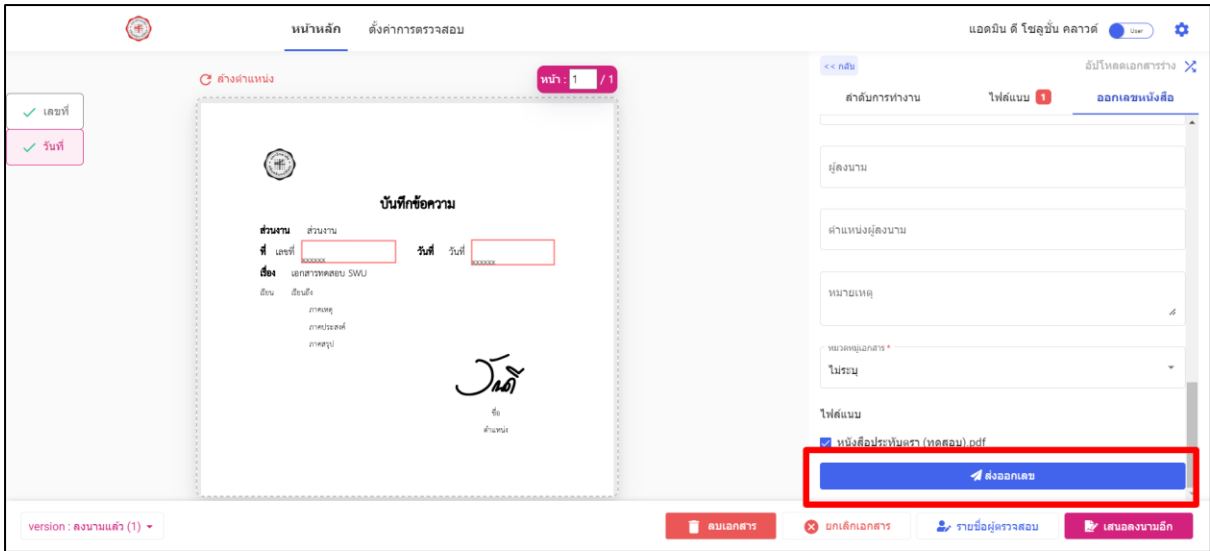 หน้าหลัก ตั้งค่าการตรวจสอบ แอดมิน ดี โซลูชั่น คลาวด์ User
<< กลับ อัปโหลดเอกสารร่าง
ล้างตำแหน่ง หน้า : 1 / 1
ลำดับการทำงาน ไฟล์แนบ 1 ออกเลขหนังสือ
เลขที่
วันที่
บันทึกข้อความ
ส่วนงาน ส่วนงาน
ที่ เลขที่ xxxxxx วันที่ วันที่ xxxxxx
เรื่อง เอกสารทดสอบ SWU
เรียน เรียนถึง
ภาคเหตุ
ภาคประสงค์
ภาคสรุป
วันดี
ชื่อ
ตำแหน่ง
ผู้ลงนาม
ตำแหน่งผู้ลงนาม
หมายเหตุ
หมวดหมู่เอกสาร *
ไม่ระบุ
ไฟล์แนบ
หนังสือประทับตรา (ทดสอบ).pdf
ส่งออกเลข
version : ลงนามแล้ว (1) ลบเอกสาร ยกเลิกเอกสาร รายชื่อผู้ตรวจสอบ เสนอลงนามอีก